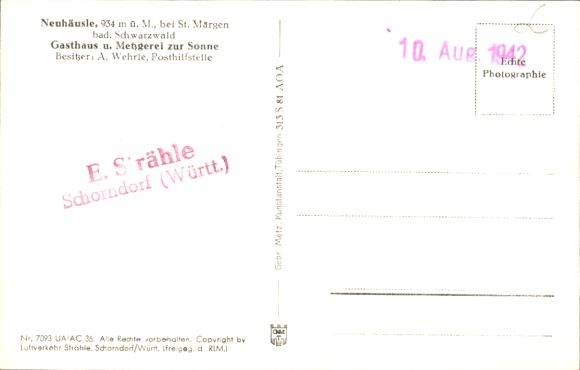 Neuhäusle, 934 m ü. M., bei St. Märgen
bad. Schwarzwald
Gasthaus u. Metzgerei zur Sonne
Besitzer: A. Wehrle, Posthilfstelle
10. Aug 1942
Echte
Photographie
E. Strähle
Schorndorf (Württ.)
Gebr. Metz, Kunstanstalt, Tübingen 313 S 81 AOA
Nr. 7093 UA/AC 36, Alle Rechte vorbehalten. Copyright by
Luftverkehr Strähle, Schorndorf/Württ. (Freigeg. d. RLM.)